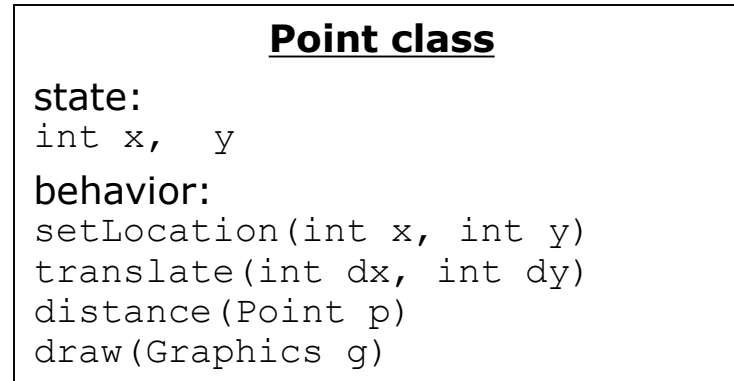 Point class
state:
int x,  y
behavior:
setLocation(int x, int y)
translate(int dx, int dy)
distance(Point p)
draw(Graphics g)